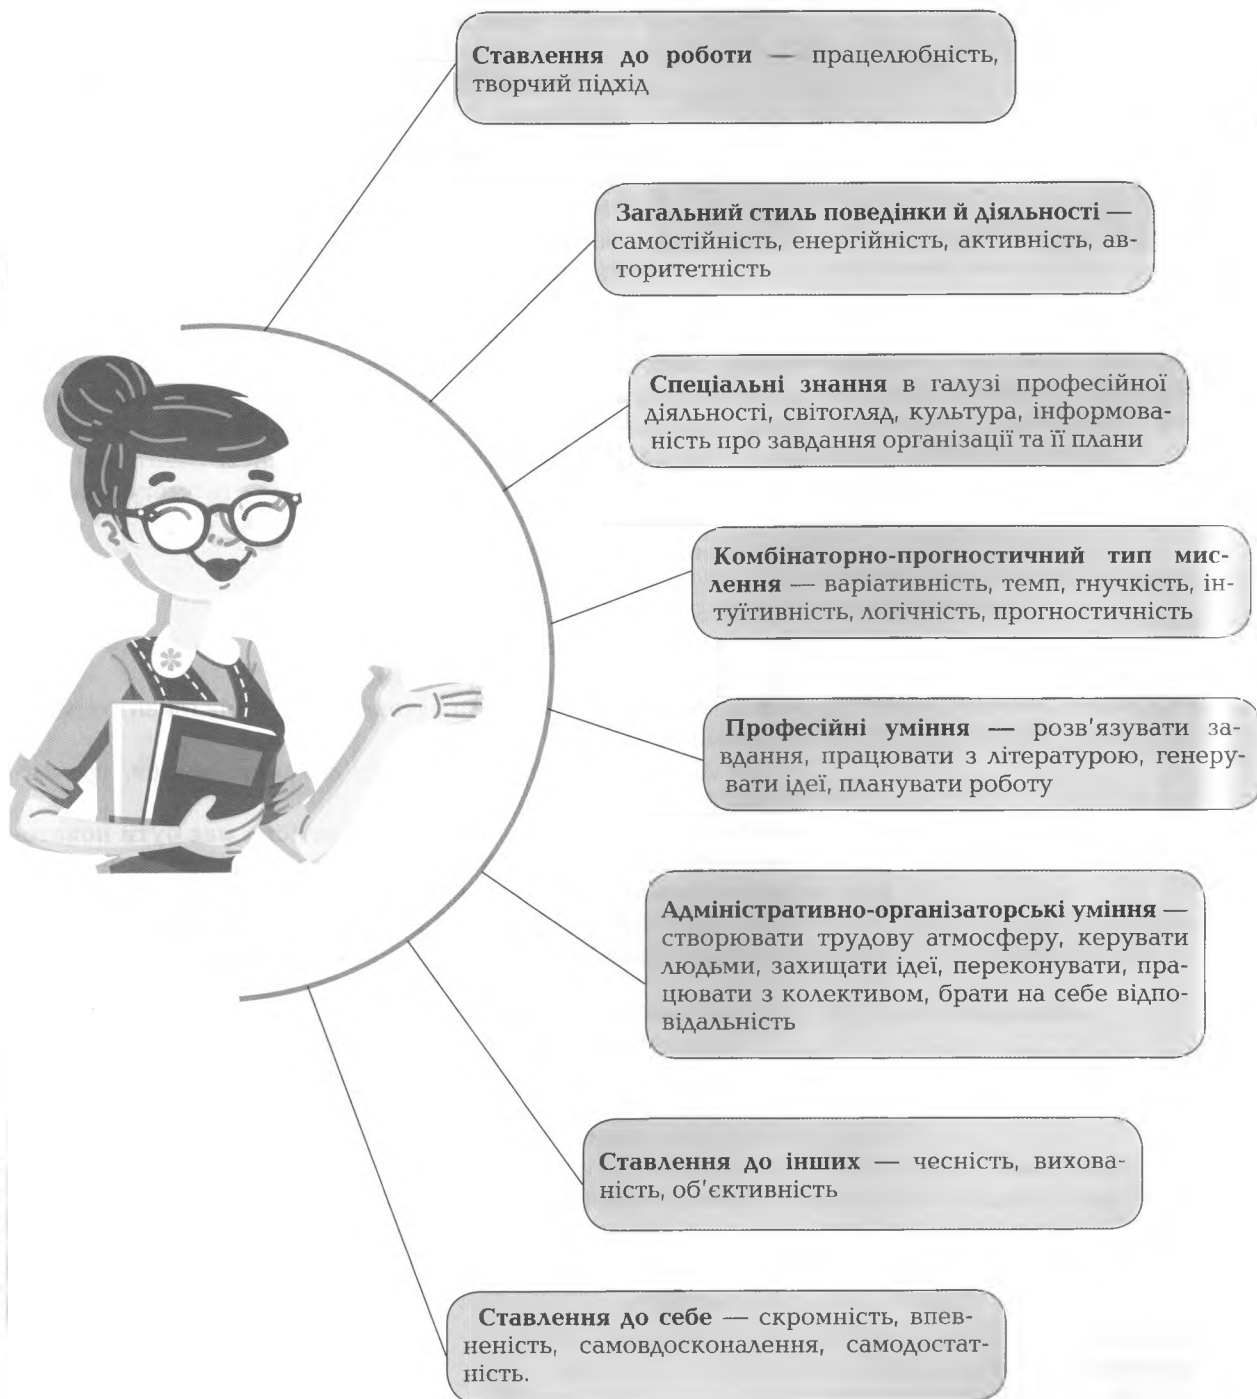 Ставлення до роботи — працелюбність,
творчий підхід
Загальний стиль поведінки й діяльності —
самостійність, енергійність, активність, ав-
торитетність
Спеціальні знання в галузі професійної
діяльності, світогляд, культура, інформова-
ність про завдання організації та її плани
Комбінаторно-прогностичний тип мис-
лення — варіативність, темп, гнучкість, ін-
туїтивність, логічність, прогностичність
Професійні уміння — розв'язувати за-
вдання, працювати з літературою, генеру-
вати ідеї, планувати роботу
Адміністративно-організаторські уміння —
створювати трудову атмосферу, керувати
людьми, захищати ідеї, переконувати, пра-
цювати з колективом, брати на себе відпо-
відальність
Ставлення до інших — чесність, вихова-
ність, об'єктивність
Ставлення до себе — скромність, впев-
неність, самовдосконалення, самодостат-
ність.